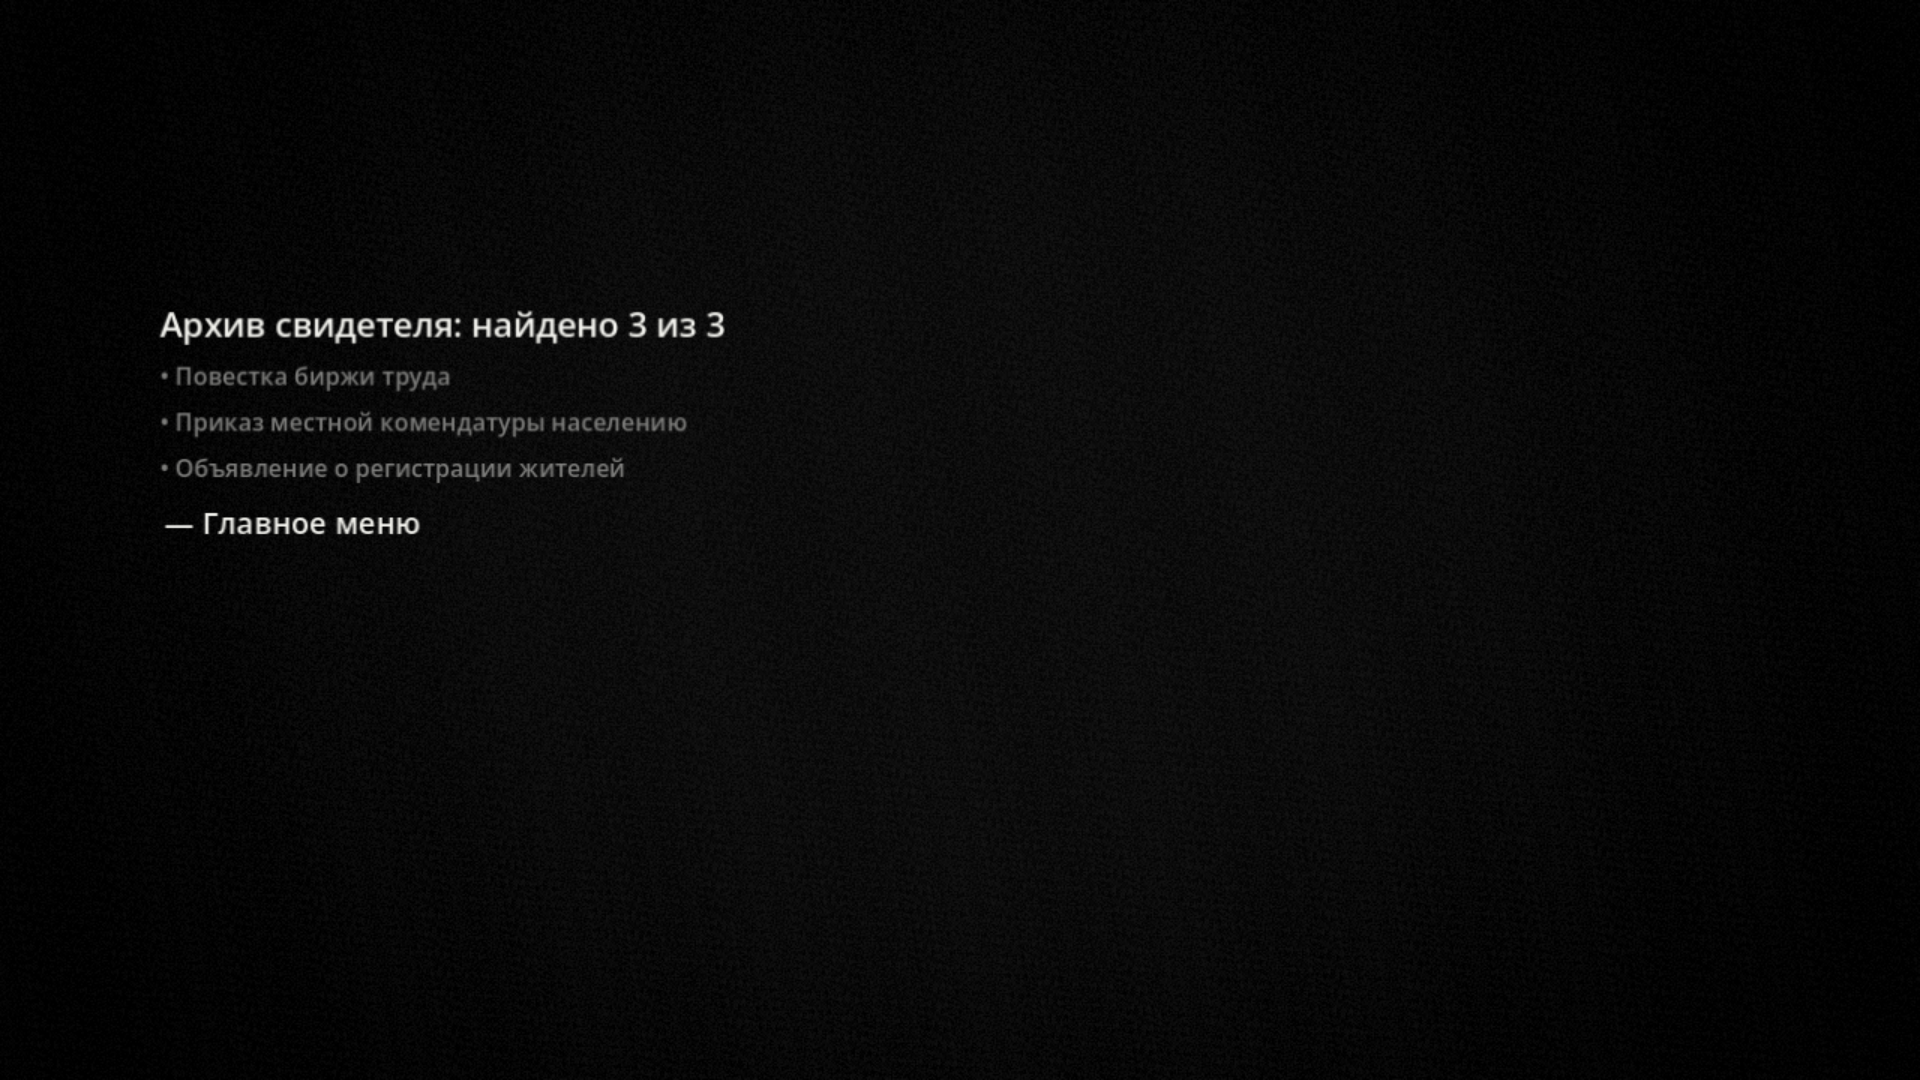 Архив свидетеля: найдено 3 из 3
• Повестка биржи труда
• Приказ местной комендатуры населению
• Объявление о регистрации жителей
— Главное меню